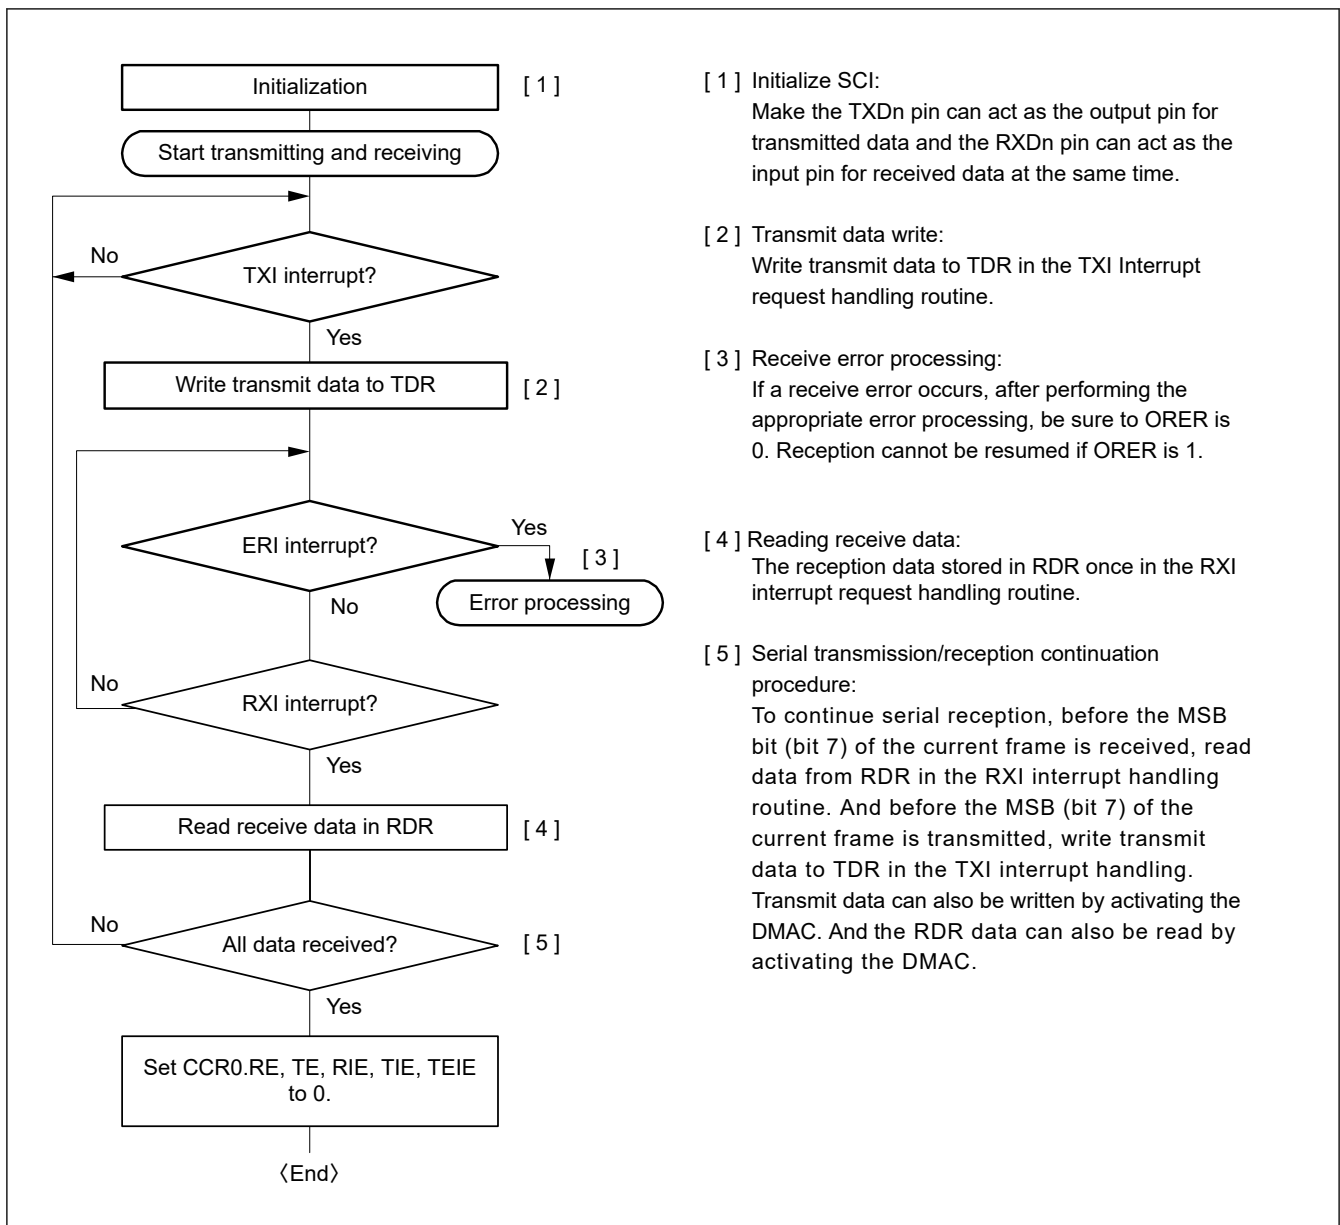 Initialization
[ 1 ]
Start transmitting and receiving
No
TXI interrupt?
Yes
Write transmit data to TDR
[ 2 ]
ERI interrupt?
Yes
[ 3 ]
Error processing
No
No
RXI interrupt?
Yes
Read receive data in RDR
[ 4 ]
No
All data received?
[ 5 ]
Yes
Set CCR0.RE, TE, RIE, TIE, TEIE
to 0.
〈End〉
[ 1 ] Initialize SCI:
Make the TXDn pin can act as the output pin for
transmitted data and the RXDn pin can act as the
input pin for received data at the same time.
[ 2 ] Transmit data write:
Write transmit data to TDR in the TXI Interrupt
request handling routine.
[ 3 ] Receive error processing:
If a receive error occurs, after performing the
appropriate error processing, be sure to ORER is
0. Reception cannot be resumed if ORER is 1.
[ 4 ] Reading receive data:
The reception data stored in RDR once in the RXI
interrupt request handling routine.
[ 5 ] Serial transmission/reception continuation
procedure:
To continue serial reception, before the MSB
bit (bit 7) of the current frame is received, read
data from RDR in the RXI interrupt handling
routine. And before the MSB (bit 7) of the
current frame is transmitted, write transmit
data to TDR in the TXI interrupt handling.
Transmit data can also be written by activating the
DMAC. And the RDR data can also be read by
activating the DMAC.